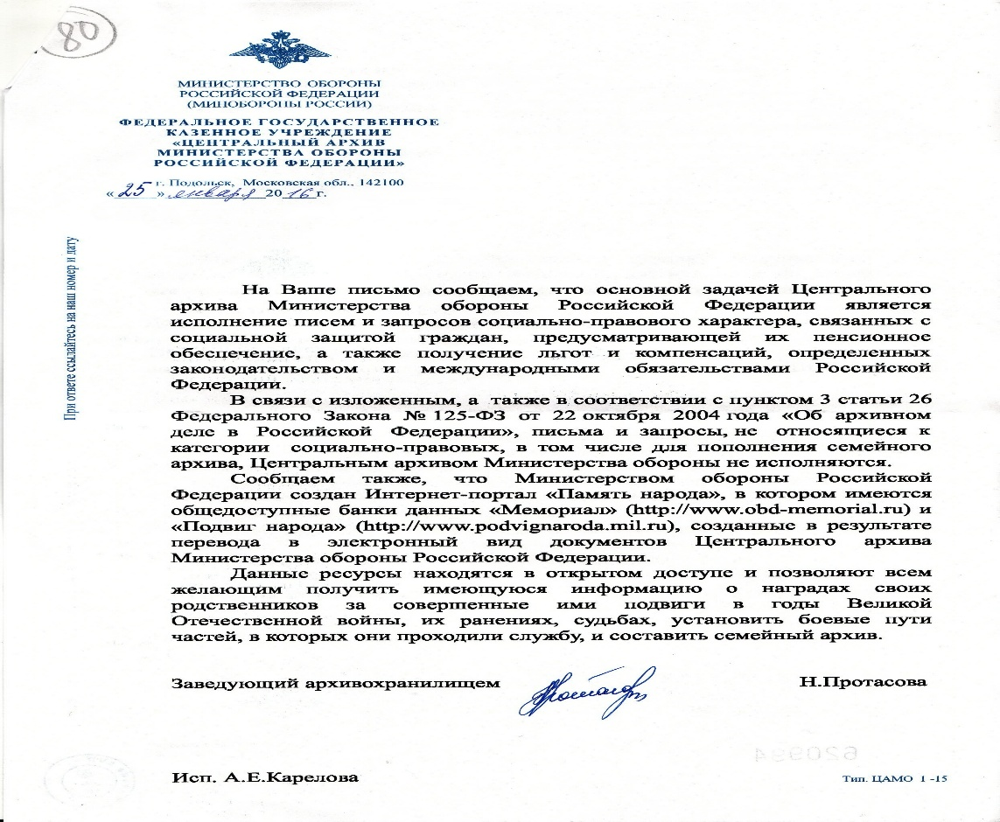 80
МИНИСТЕРСТВО ОБОРОНЫ
РОССИЙСКОЙ ФЕДЕРАЦИИ
(МИНОБОРОНЫ РОССИИ)
ФЕДЕРАЛЬНОЕ ГОСУДАРСТВЕННОЕ
КАЗЕННОЕ УЧРЕЖДЕНИЕ
«ЦЕНТРАЛЬНЫЙ АРХИВ
МИНИСТЕРСТВА ОБОРОНЫ
РОССИЙСКОЙ ФЕДЕРАЦИИ»
г. Подольск, Московская обл., 142100
« 25 » января 20 16 г.
При ответе ссылайтесь на наш номер и дату
На Ваше письмо сообщаем, что основной задачей Центрального
архива Министерства обороны Российской Федерации является
исполнение писем и запросов социально-правового характера, связанных с
социальной защитой граждан, предусматривающей их пенсионное
обеспечение, а также получение льгот и компенсаций, определенных
законодательством и международными обязательствами Российской
Федерации.
В связи с изложенным, а также в соответствии с пунктом 3 статьи 26
Федерального Закона № 125-ФЗ от 22 октября 2004 года «Об архивном
деле в Российской Федерации», письма и запросы, не относящиеся к
категории социально-правовых, в том числе для пополнения семейного
архива, Центральным архивом Министерства обороны не исполняются.
Сообщаем также, что Министерством обороны Российской
Федерации создан Интернет-портал «Память народа», в котором имеются
общедоступные банки данных «Мемориал» (http://www.obd-memorial.ru) и
«Подвиг народа» (http://www.podvignaroda.mil.ru), созданные в результате
перевода в электронный вид документов Центрального архива
Министерства обороны Российской Федерации.
Данные ресурсы находятся в открытом доступе и позволяют всем
желающим получить имеющуюся информацию о наградах своих
родственников за совершенные ими подвиги в годы Великой
Отечественной войны, их ранениях, судьбах, установить боевые пути
частей, в которых они проходили службу, и составить семейный архив.
Заведующий архивохранилищем Н.Протасова
620994
Исп. А.Е.Карелова
Тип. ЦАМО 1 -15